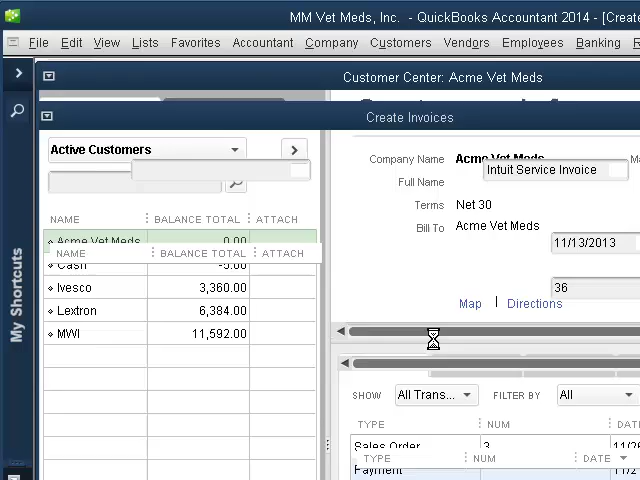 MM Vet Meds, Inc. - QuickBooks Accountant 2014 - [Create
File Edit View Lists Favorites Accountant Company Customers Vendors Employees Banking
Customer Center: Acme Vet Meds
Create Invoices
My Shortcuts
Active Customers
NAME BALANCE TOTAL ATTACH
Acme Vet Meds 0.00
NAME BALANCE TOTAL ATTACH
Cash -5.00
Ivesco 3,360.00
Lextron 6,384.00
MWI 11,592.00
Company Name Acme Vet Meds Ma
Intuit Service Invoice
Full Name
Terms Net 30
Bill To Acme Vet Meds
11/13/2013
36
Map | Directions
SHOW All Trans... FILTER BY All
TYPE NUM DATE
Sales Order 3 11/26
TYPE NUM DATE
Payment 11/2